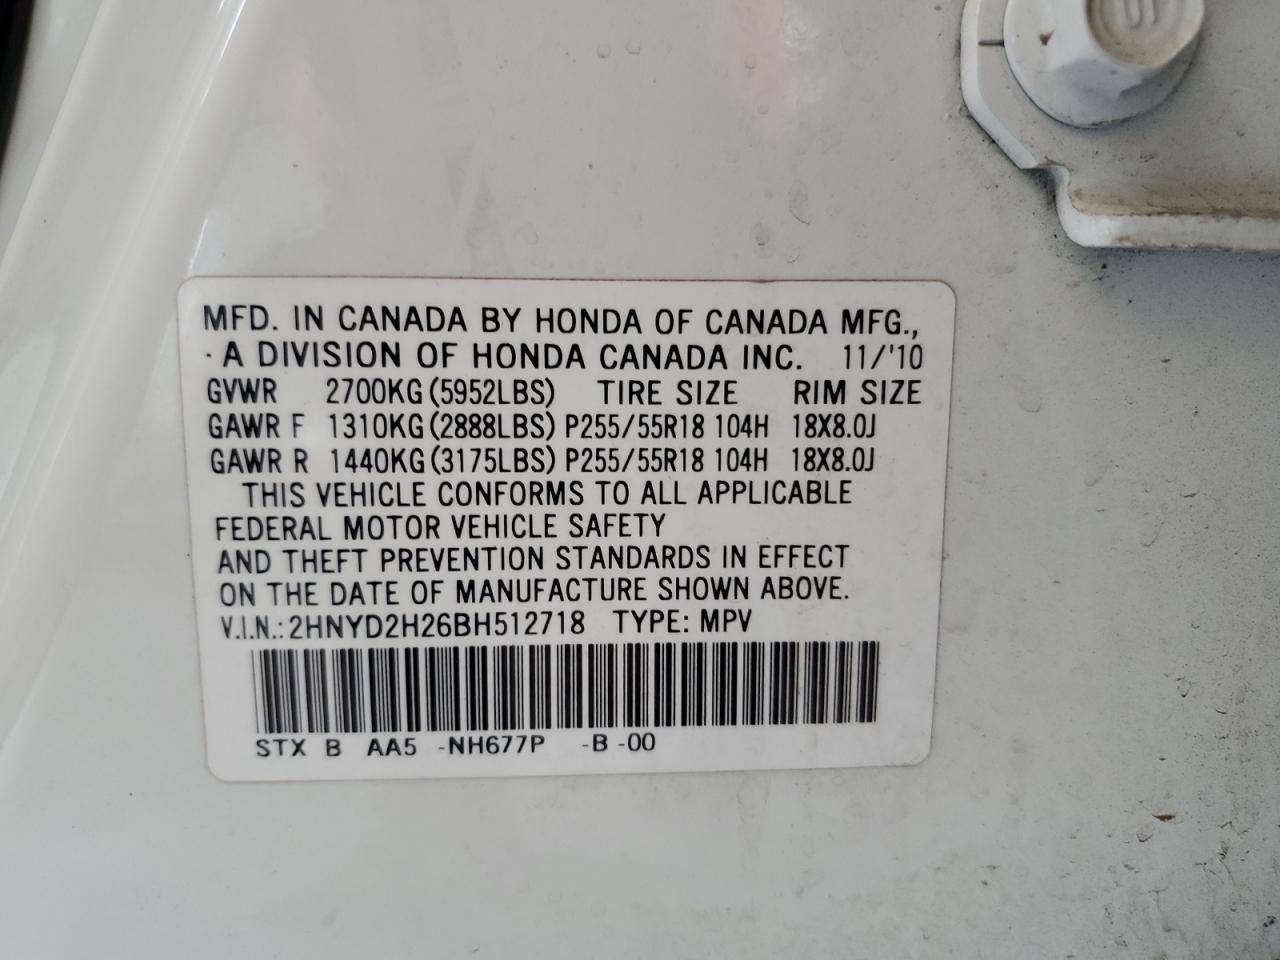 MFD. IN CANADA BY HONDA OF CANADA MFG.,
· A DIVISION OF HONDA CANADA INC. 11/'10
GVWR 2700KG (5952LBS) TIRE SIZE RIM SIZE
GAWR F 1310KG (2888LBS) P255/55R18 104H 18X8.0J
GAWR R 1440KG (3175LBS) P255/55R18 104H 18X8.0J
THIS VEHICLE CONFORMS TO ALL APPLICABLE
FEDERAL MOTOR VEHICLE SAFETY
AND THEFT PREVENTION STANDARDS IN EFFECT
ON THE DATE OF MANUFACTURE SHOWN ABOVE.
V.I.N.: 2HNYD2H26BH512718 TYPE: MPV
STX B AA5 -NH677P -B -00